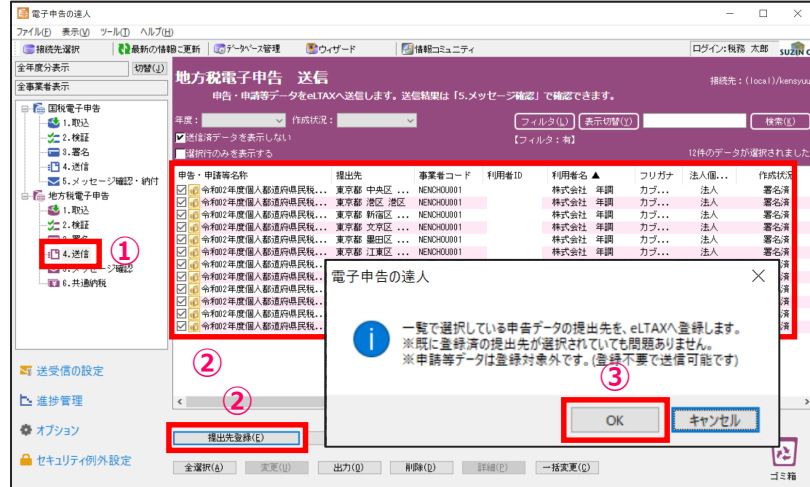 電子申告の達人
ファイル(F) 表示(V) ツール(T) ヘルプ(H)
接続先選択 最新の情報に更新 データベース管理 ウィザード 情報コミュニティ ログイン:税務 太郎
全年度分表示 切替(J)
全事業者表示
国税電子申告
1.取込
2.検証
3.署名
4.送信
5.メッセージ確認・納付
地方税電子申告
1.取込
2.検証
4.送信 ①
6.共通納税
送受信の設定
進捗管理
オプション
セキュリティ例外設定
地方税電子申告 送信
申告・申請等データをeLTAXへ送信します。送信結果は「5.メッセージ確認」で確認できます。
接続先:(local)/kensyuu
年度: 作成状況: フィルタ(L) 表示切替(Y) 検索(K)
送信済データを表示しない 【フィルタ:有】
選択行のみを表示する 12件のデータが選択されました
申告・申請等名称 提出先 事業者コード 利用者ID 利用者名 ▲ フリガナ 法人個... 作成状況
令和02年度個人都道府県民税... 東京都 中央区 ... NENCHOU001 株式会社 年調 カブ... 法人 署名済
令和02年度個人都道府県民税... 東京都 港区 港区 NENCHOU001 株式会社 年調 カブ... 法人 署名済
令和02年度個人都道府県民税... 東京都 新宿区 ... NENCHOU001 株式会社 年調 カブ... 法人 署名済
令和02年度個人都道府県民税... 東京都 文京区 ... NENCHOU001 株式会社 年調 カブ... 法人 署名済
令和02年度個人都道府県民税... 東京都 墨田区 ... NENCHOU001 株式会社 年調 カブ... 法人 署名済
令和02年度個人都道府県民税... 東京都 江東区 ... NENCHOU001 株式会社 年調 カブ... 法人 署名済
令和02年度個人都道府県民税...
令和02年度個人都道府県民税...
令和02年度個人都道府県民税...
令和02年度個人都道府県民税...
令和02年度個人都道府県民税...
令和02年度個人都道府県民税...
②
電子申告の達人
一覧で選択している申告データの提出先を、eLTAXへ登録します。
※既に登録済の提出先が選択されていても問題ありません。
※申請等データは登録対象外です。(登録不要で送信可能です)
③
OK キャンセル
②
提出先登録(E)
全選択(A) 変更(U) 出力(O) 削除(D) 詳細(P) 一括変更(C)
ゴミ箱